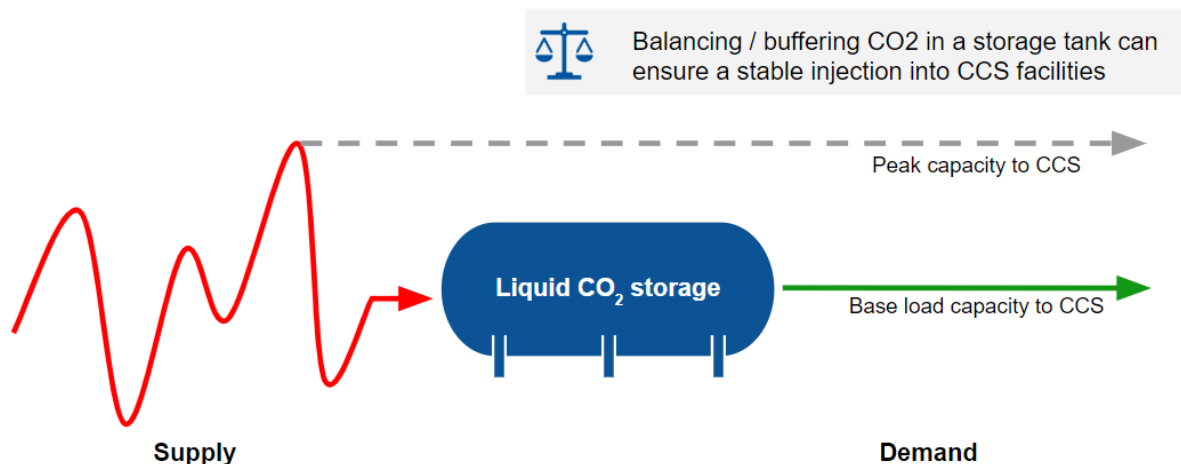 Balancing / buffering CO2 in a storage tank can
ensure a stable injection into CCS facilities
Peak capacity to CCS
Liquid CO₂ storage
Base load capacity to CCS
Supply
Demand